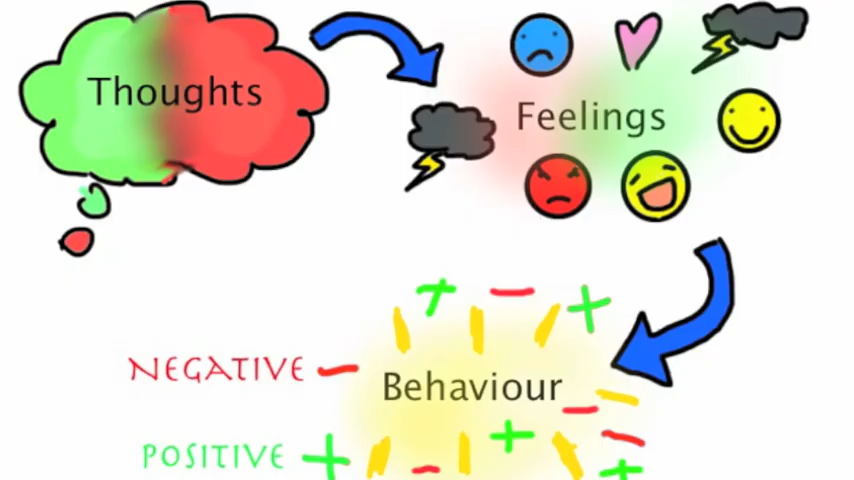 Thoughts
Feelings
Behaviour
NEGATIVE -
POSITIVE +